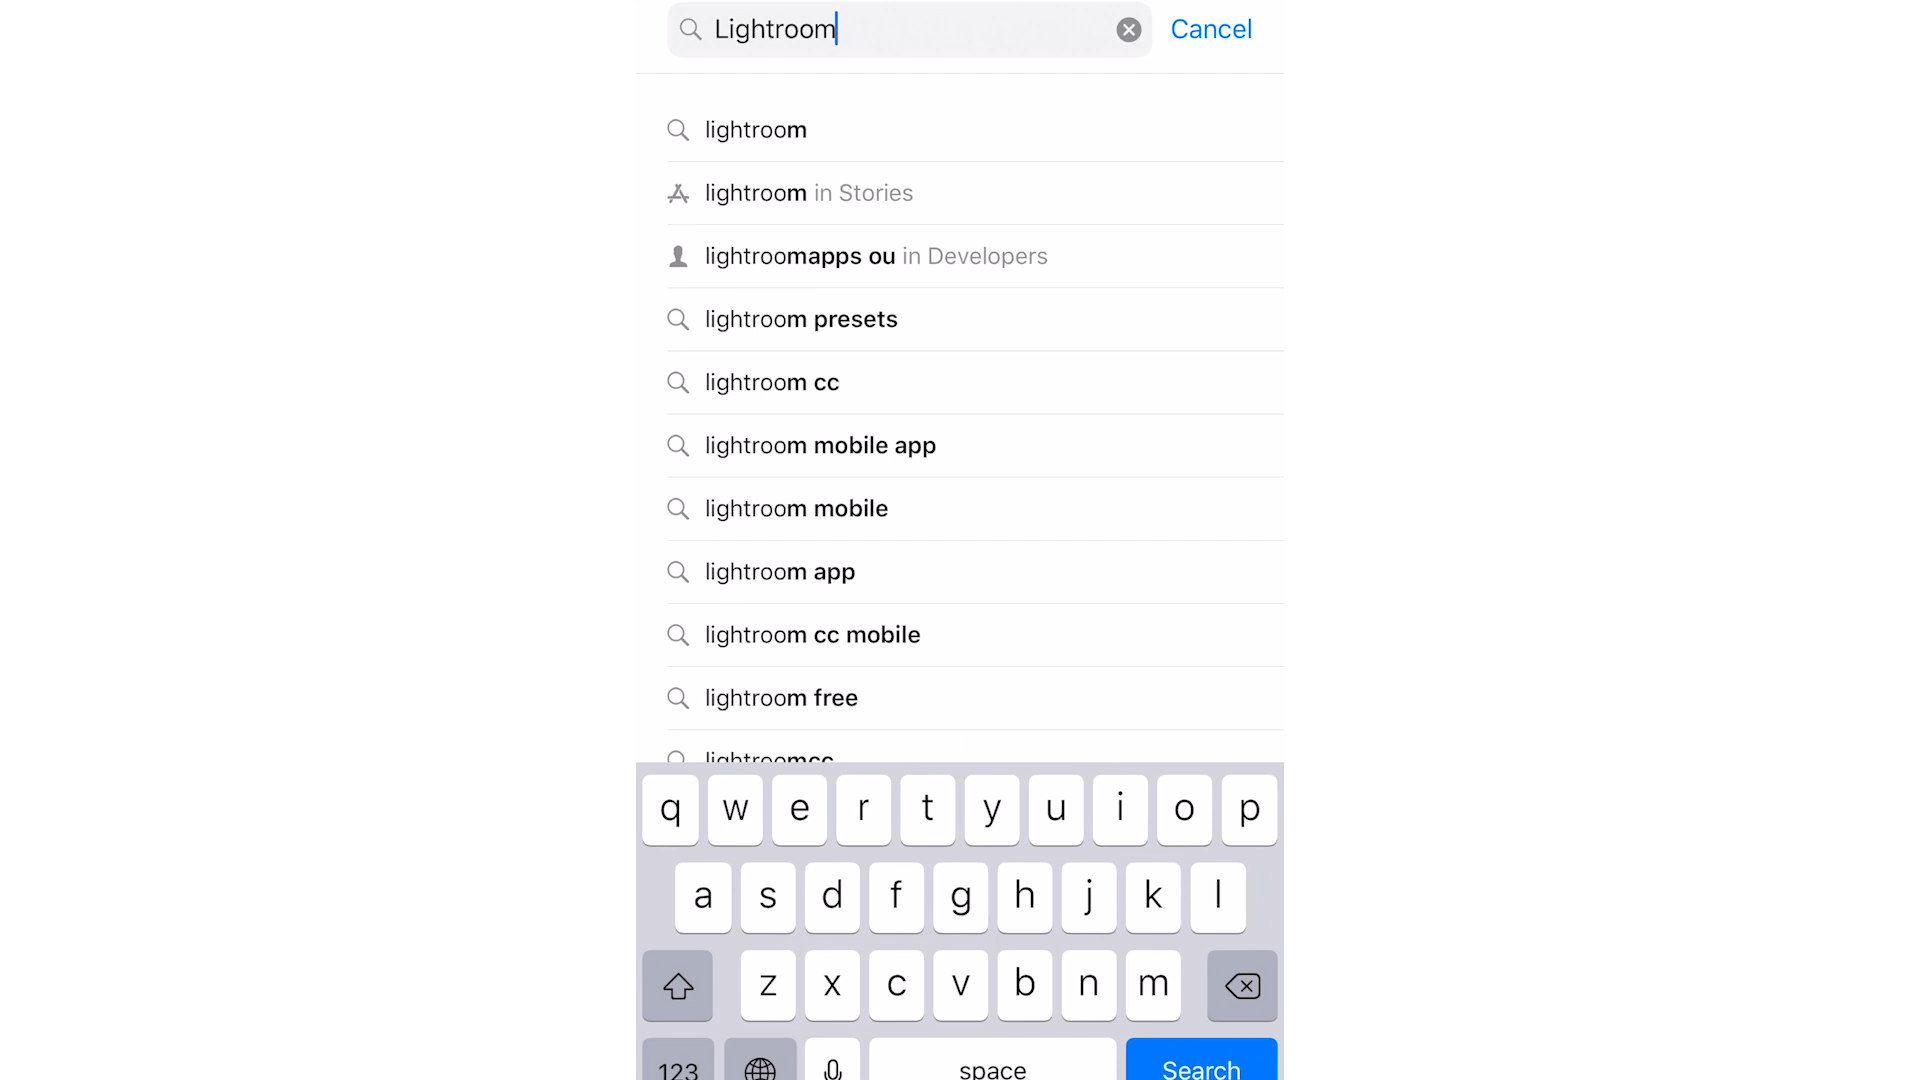 Lightroom Cancel
lightroom
lightroom in Stories
lightroomapps ou in Developers
lightroom presets
lightroom cc
lightroom mobile app
lightroom mobile
lightroom app
lightroom cc mobile
lightroom free
lightroomcc
q w e r t y u i o p
a s d f g h j k l
z x c v b n m
123 space Search